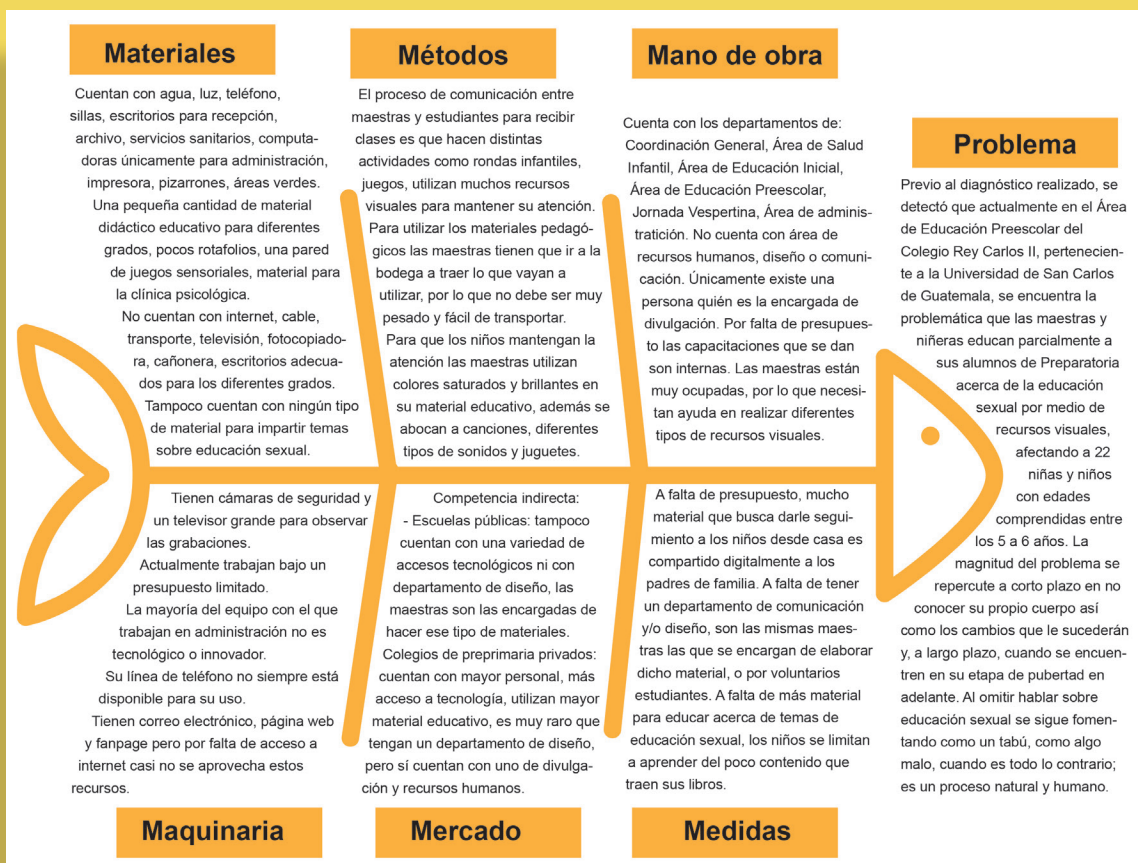 Materiales
Cuentan con agua, luz, teléfono,
sillas, escritorios para recepción,
archivo, servicios sanitarios, computa-
doras únicamente para administración,
impresora, pizarrones, áreas verdes.
Una pequeña cantidad de material
didáctico educativo para diferentes
grados, pocos rotafolios, una pared
de juegos sensoriales, material para
la clínica psicológica.
No cuentan con internet, cable,
transporte, televisión, fotocopiado-
ra, cañonera, escritorios adecua-
dos para los diferentes grados.
Tampoco cuentan con ningún tipo
de material para impartir temas
sobre educación sexual.
Métodos
El proceso de comunicación entre
maestras y estudiantes para recibir
clases es que hacen distintas
actividades como rondas infantiles,
juegos, utilizan muchos recursos
visuales para mantener su atención.
Para utilizar los materiales pedagó-
gicos las maestras tienen que ir a la
bodega a traer lo que vayan a
utilizar, por lo que no debe ser muy
pesado y fácil de transportar.
Para que los niños mantengan la
atención las maestras utilizan
colores saturados y brillantes en
su material educativo, además se
abocan a canciones, diferentes
tipos de sonidos y juguetes.
Mano de obra
Cuenta con los departamentos de:
Coordinación General, Área de Salud
Infantil, Área de Educación Inicial,
Área de Educación Preescolar,
Jornada Vespertina, Área de adminis-
tratición. No cuenta con área de
recursos humanos, diseño o comuni-
cación. Únicamente existe una
persona quién es la encargada de
divulgación. Por falta de presupues-
to las capacitaciones que se dan
son internas. Las maestras están
muy ocupadas, por lo que necesi-
tan ayuda en realizar diferentes
tipos de recursos visuales.
Problema
Previo al diagnóstico realizado, se
detectó que actualmente en el Área
de Educación Preescolar del
Colegio Rey Carlos II, pertenecien-
te a la Universidad de San Carlos
de Guatemala, se encuentra la
problemática que las maestras y
niñeras educan parcialmente a
sus alumnos de Preparatoria
acerca de la educación
sexual por medio de
recursos visuales,
afectando a 22
niñas y niños
con edades
comprendidas entre
los 5 a 6 años. La
magnitud del problema se
repercute a corto plazo en no
conocer su propio cuerpo así
como los cambios que le sucederán
y, a largo plazo, cuando se encuen-
tren en su etapa de pubertad en
adelante. Al omitir hablar sobre
educación sexual se sigue fomen-
tando como un tabú, como algo
malo, cuando es todo lo contrario;
es un proceso natural y humano.
Tienen cámaras de seguridad y
un televisor grande para observar
las grabaciones.
Actualmente trabajan bajo un
presupuesto limitado.
La mayoría del equipo con el que
trabajan en administración no es
tecnológico o innovador.
Su línea de teléfono no siempre está
disponible para su uso.
Tienen correo electrónico, página web
y fanpage pero por falta de acceso a
internet casi no se aprovecha estos
recursos.
Maquinaria
Competencia indirecta:
- Escuelas públicas: tampoco
cuentan con una variedad de
accesos tecnológicos ni con
departamento de diseño, las
maestras son las encargadas de
hacer ese tipo de materiales.
Colegios de preprimaria privados:
cuentan con mayor personal, más
acceso a tecnología, utilizan mayor
material educativo, es muy raro que
tengan un departamento de diseño,
pero sí cuentan con uno de divulga-
ción y recursos humanos.
Mercado
A falta de presupuesto, mucho
material que busca darle segui-
miento a los niños desde casa es
compartido digitalmente a los
padres de familia. A falta de tener
un departamento de comunicación
y/o diseño, son las mismas maes-
tras las que se encargan de elaborar
dicho material, o por voluntarios
estudiantes. A falta de más material
para educar acerca de temas de
educación sexual, los niños se limitan
a aprender del poco contenido que
traen sus libros.
Medidas